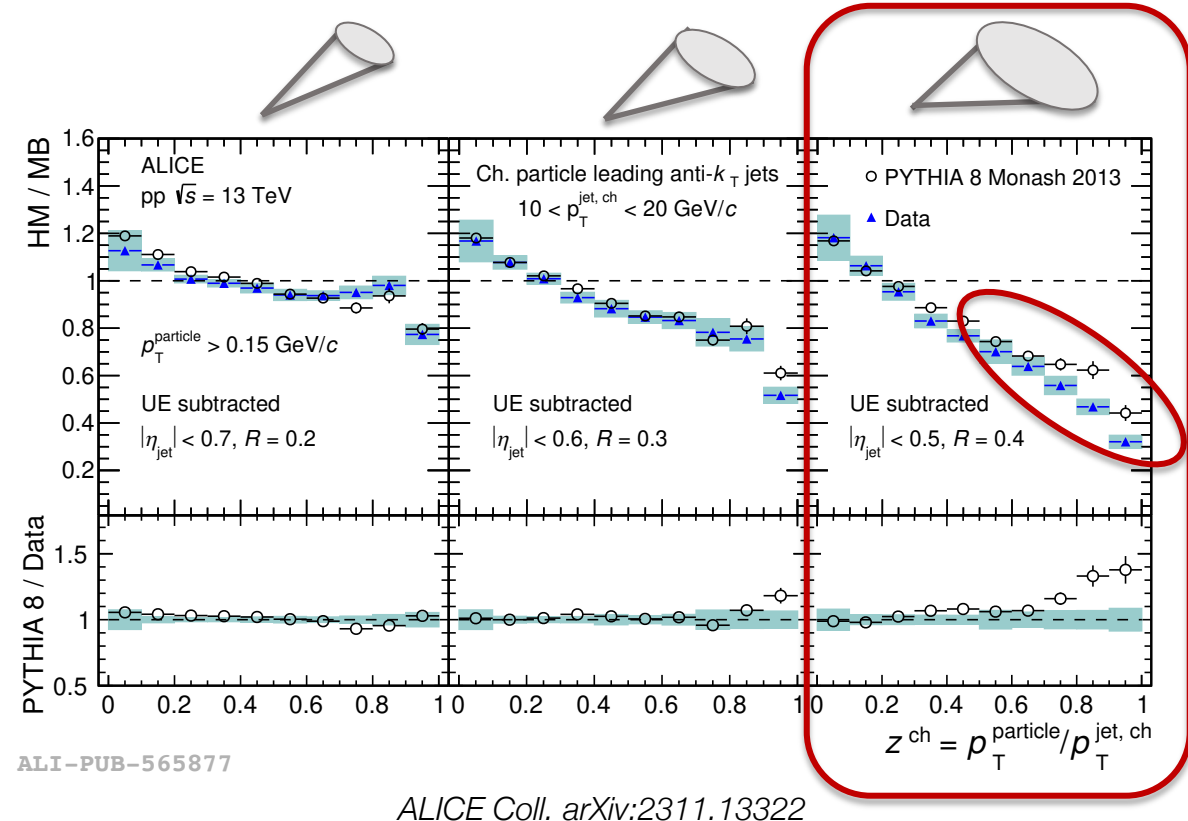 HM / MB
1.6
1.4
1.2
1
0.8
0.6
0.4
0.2
ALICE
pp √s = 13 TeV
p_T^particle > 0.15 GeV/c
UE subtracted
|η_jet| < 0.7, R = 0.2
Ch. particle leading anti-k_T jets
10 < p_T^jet, ch < 20 GeV/c
UE subtracted
|η_jet| < 0.6, R = 0.3
PYTHIA 8 Monash 2013
Data
UE subtracted
|η_jet| < 0.5, R = 0.4
PYTHIA 8 / Data
1.5
1
0.5
0 0.2 0.4 0.6 0.8 1 0 0.2 0.4 0.6 0.8 1 0 0.2 0.4 0.6 0.8 1
z^ch = p_T^particle/p_T^jet, ch
ALI-PUB-565877
ALICE Coll. arXiv:2311.13322